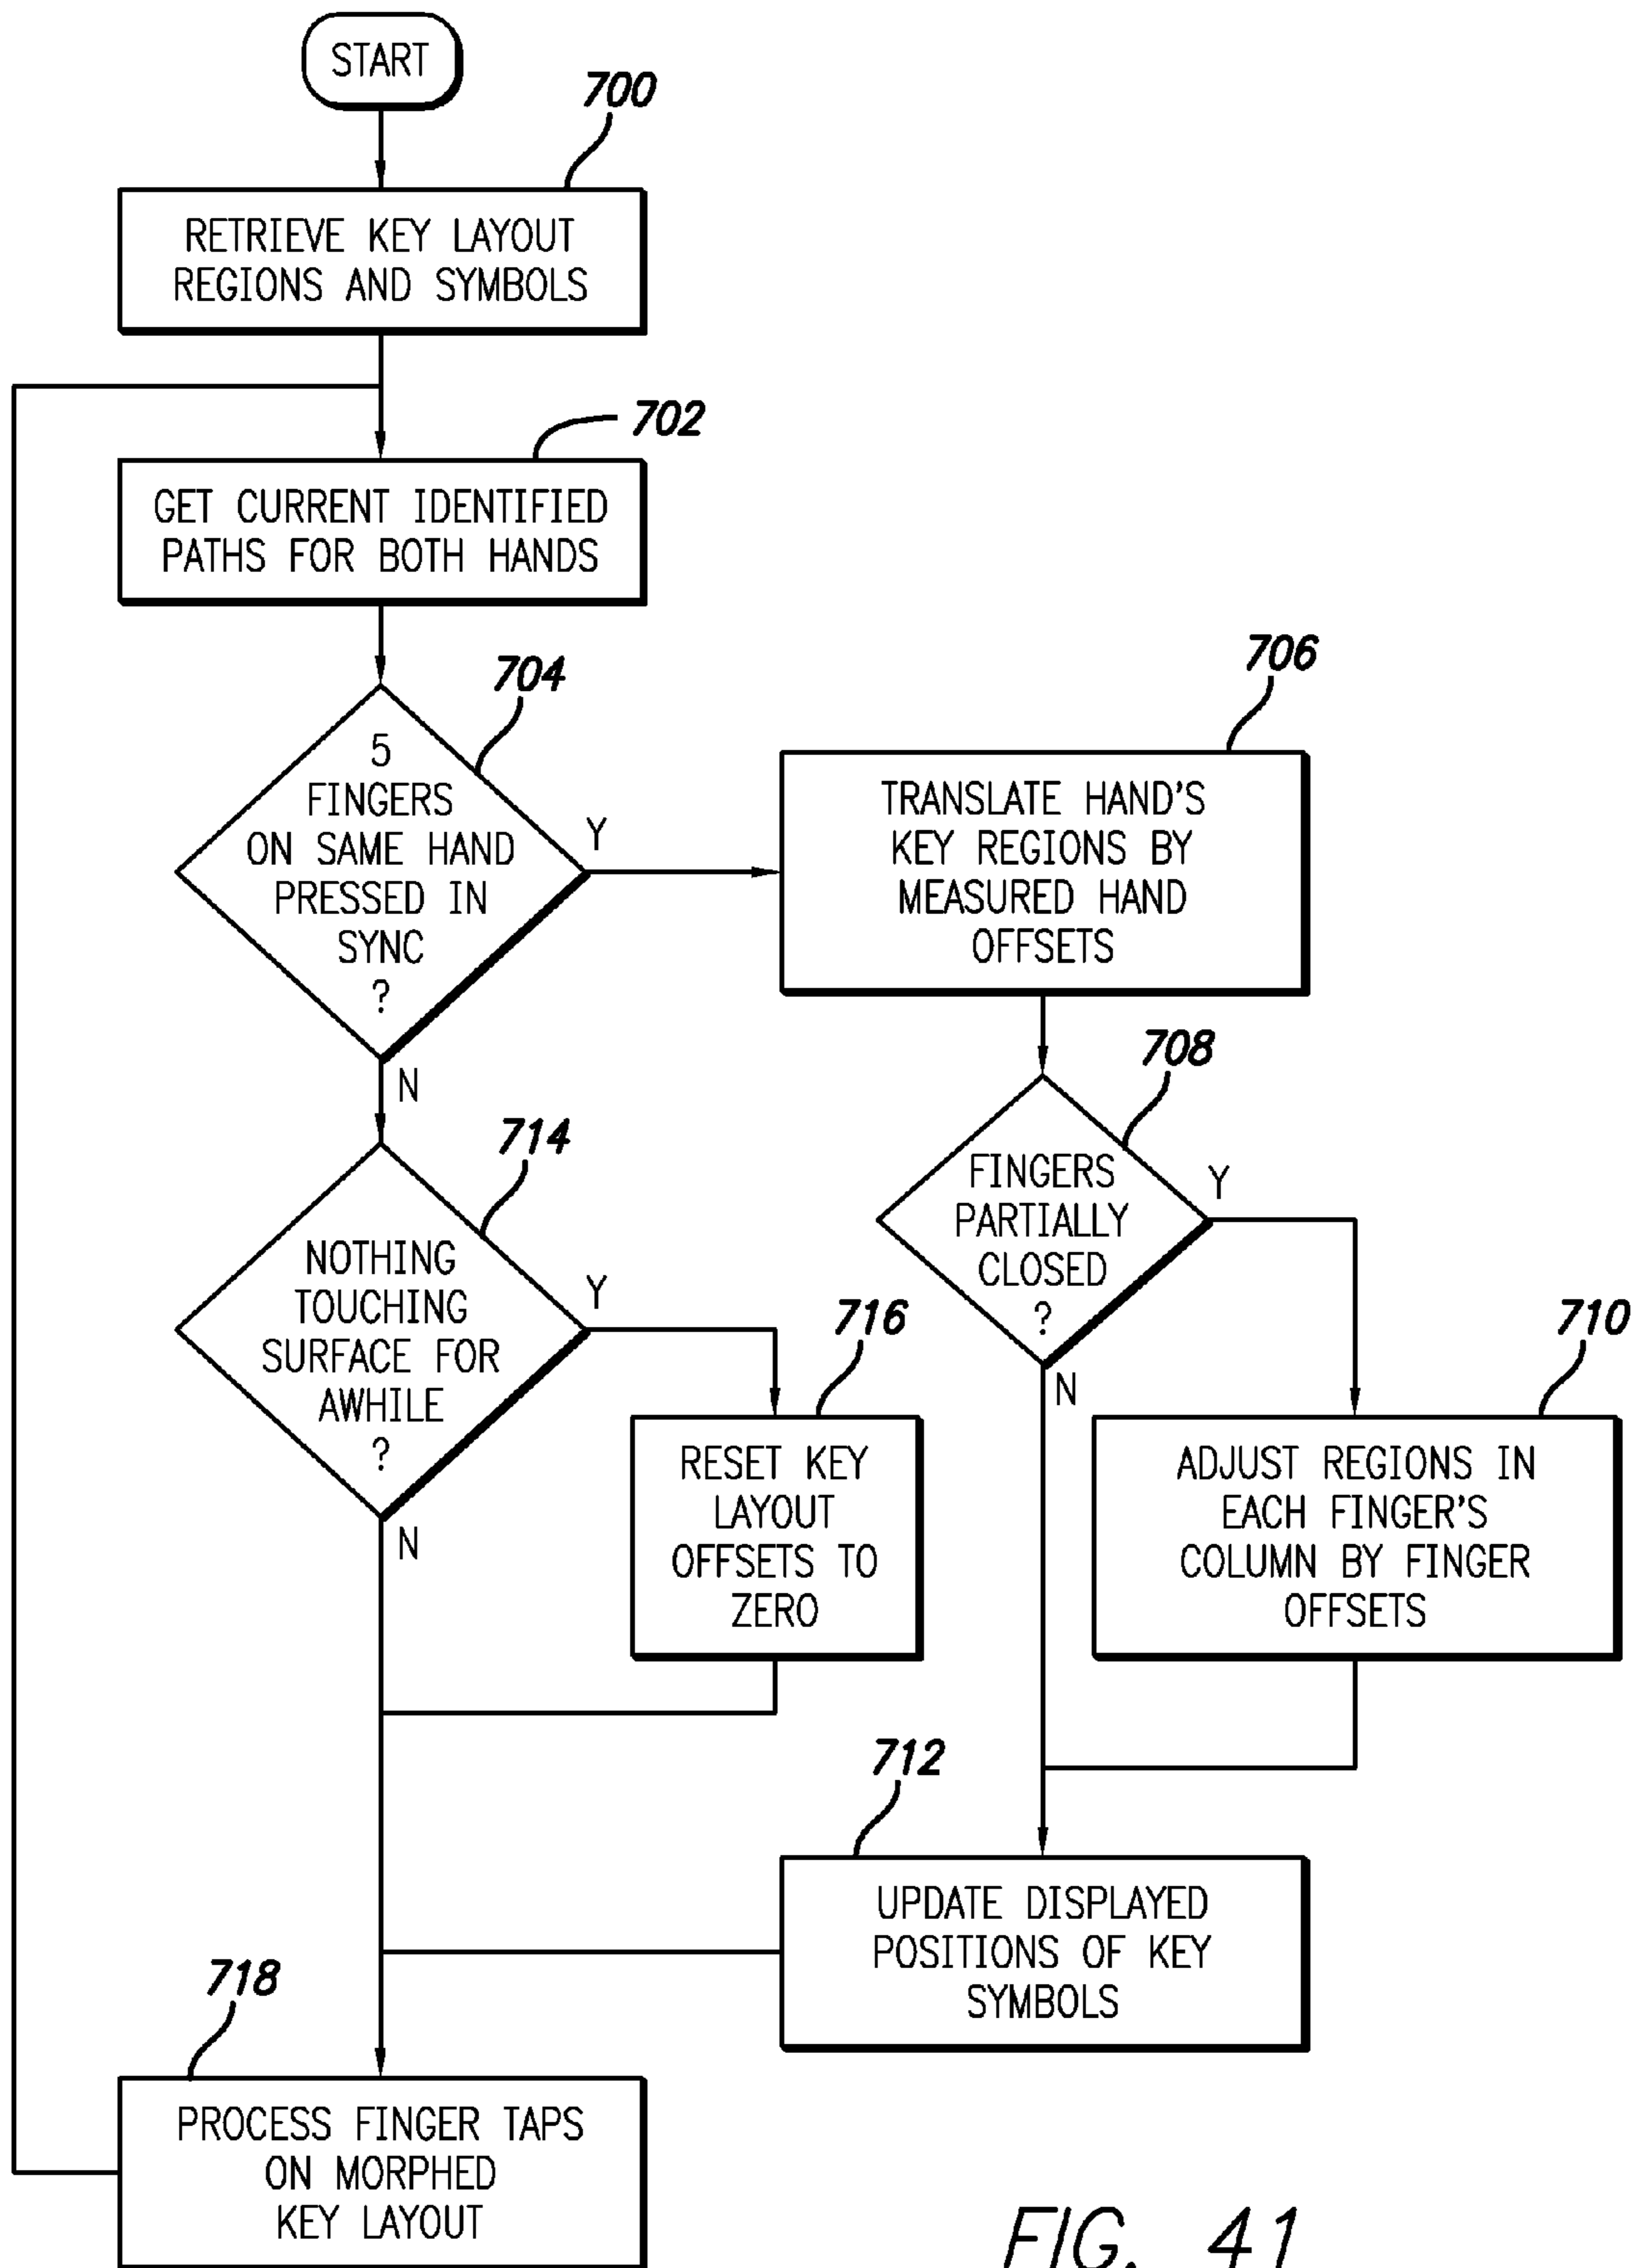 START
700
RETRIEVE KEY LAYOUT
REGIONS AND SYMBOLS
702
GET CURRENT IDENTIFIED
PATHS FOR BOTH HANDS
704
5
FINGERS
ON SAME HAND
PRESSED IN
SYNC
?
Y
N
706
TRANSLATE HAND'S
KEY REGIONS BY
MEASURED HAND
OFFSETS
708
FINGERS
PARTIALLY
CLOSED
?
Y
N
710
ADJUST REGIONS IN
EACH FINGER'S
COLUMN BY FINGER
OFFSETS
714
NOTHING
TOUCHING
SURFACE FOR
AWHILE
?
Y
N
716
RESET KEY
LAYOUT
OFFSETS TO
ZERO
712
UPDATE DISPLAYED
POSITIONS OF KEY
SYMBOLS
718
PROCESS FINGER TAPS
ON MORPHED
KEY LAYOUT
FIG. 41